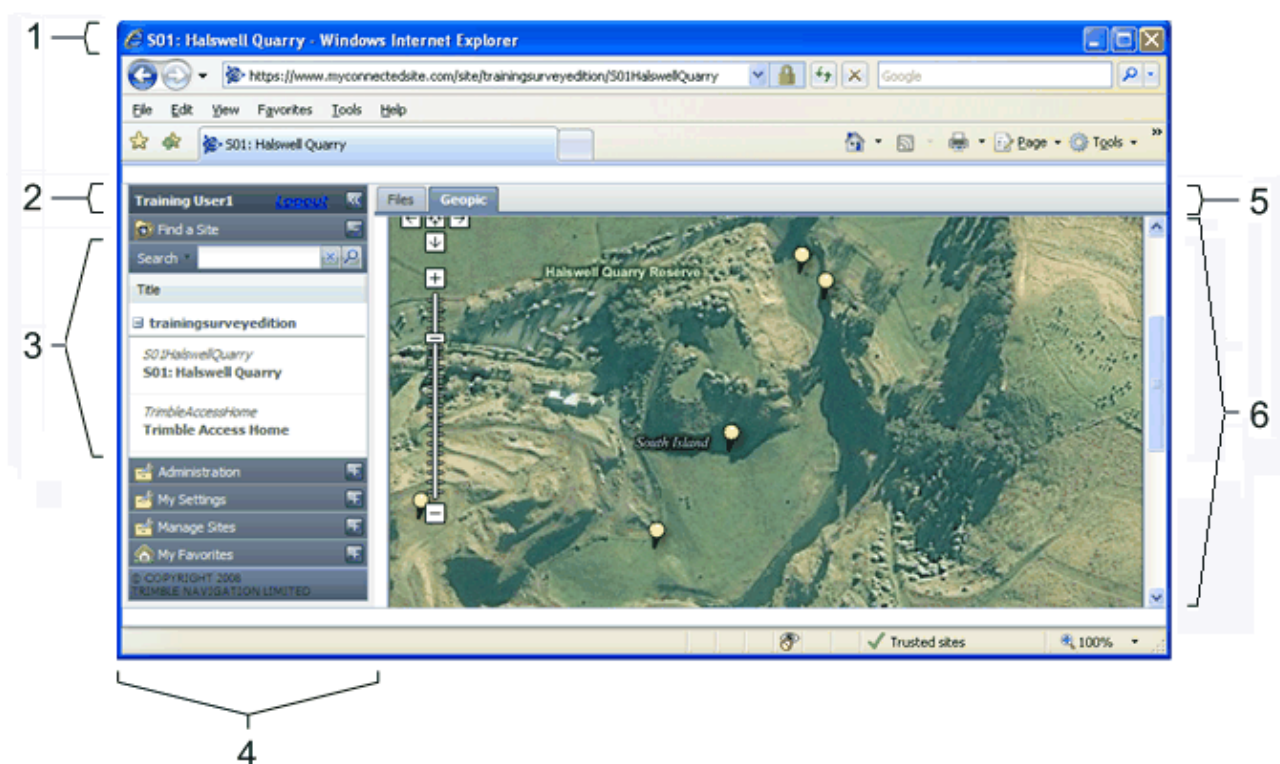 1
S01: Halswell Quarry - Windows Internet Explorer
https://www.myconnectedsite.com/site/trainingsurveyedition/S01HalswellQuarry
Google
File Edit View Favorites Tools Help
S01: Halswell Quarry
Page Tools
2
Training User1 Logout
Files Geopic
5
Find a Site
Search
Title
trainingsurveyedition
3
S01HalswellQuarry
S01: Halswell Quarry
TrimbleAccessHome
Trimble Access Home
Halswell Quarry Reserve
South Island
6
Administration
My Settings
Manage Sites
My Favorites
© COPYRIGHT 2008
TRIMBLE NAVIGATION LIMITED
Trusted sites
100%
4